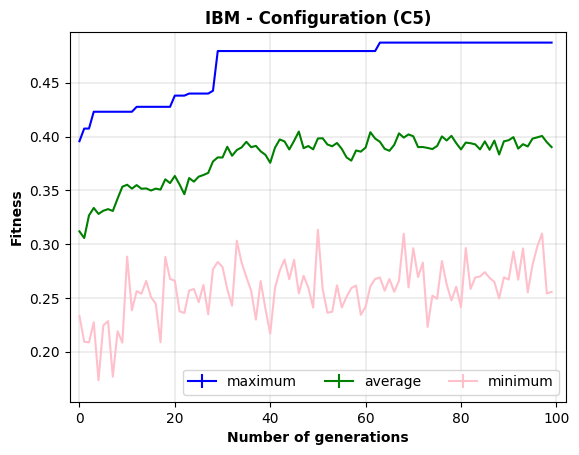 IBM - Configuration (C5)
Fitness
0.45
0.40
0.35
0.30
0.25
0.20
maximum average minimum
0 20 40 60 80 100
Number of generations